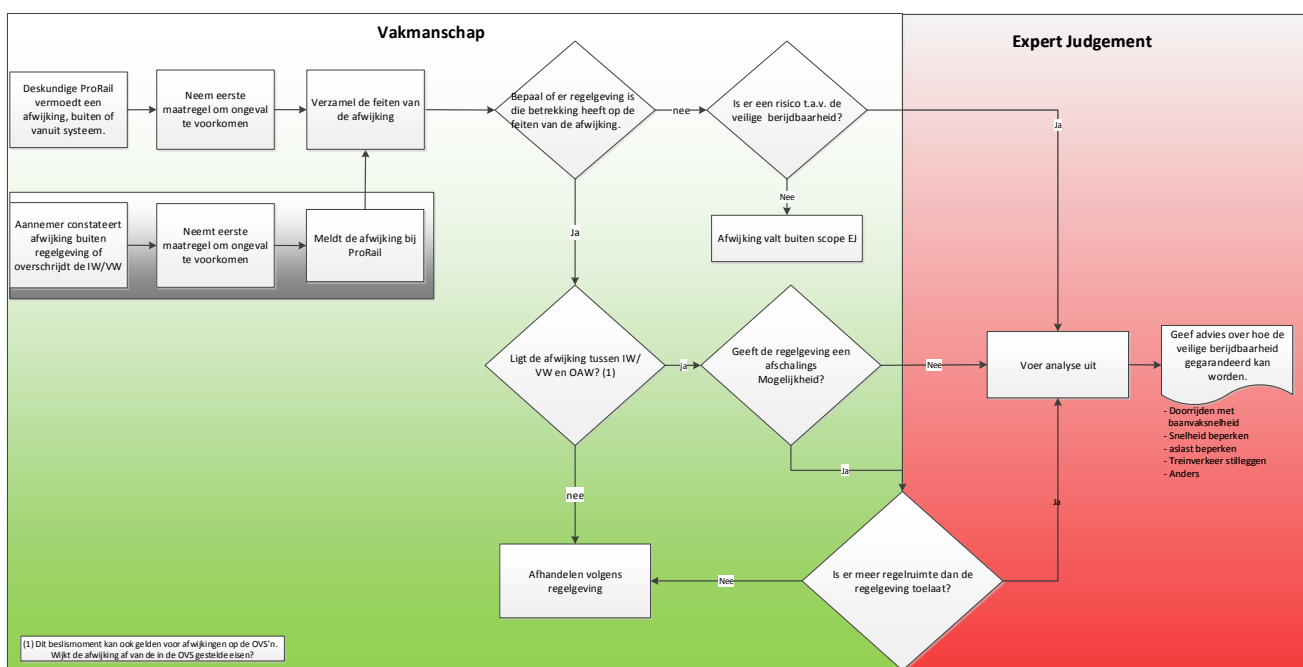 Vakmanschap
Expert Judgement
Deskundige ProRail
vermoedt een
afwijking, buiten of
vanuit systeem.
Neem eerste
maatregel om ongeval
te voorkomen
Verzamel de feiten van
de afwijking
Bepaal of er regelgeving is
die betrekking heeft op de
feiten van de afwijking.
nee
Is er een risico t.a.v. de
veilige berijdbaarheid?
Ja
Nee
Afwijking valt buiten scope EJ
Aannemer constateert
afwijking buiten
regelgeving of
overschrijdt de IW/VW
Neemt eerste
maatregel om ongeval
te voorkomen
Meldt de afwijking bij
ProRail
Ja
Ligt de afwijking tussen IW/
VW en OAW? (1)
ja
Geeft de regelgeving een
afschalings
Mogelijkheid?
Nee
Voer analyse uit
Geef advies over hoe de
veilige berijdbaarheid
gegarandeerd kan
worden.
- Doorrijden met
baanvaksnelheid
- Snelheid beperken
- aslast beperken
- Treinverkeer stilleggen
- Anders
Ja
nee
Ja
Afhandelen volgens
regelgeving
Nee
Is er meer regelruimte dan de
regelgeving toelaat?
(1) Dit beslismoment kan ook gelden voor afwijkingen op de OVS'n.
Wijkt de afwijking af van de in de OVS gestelde eisen?